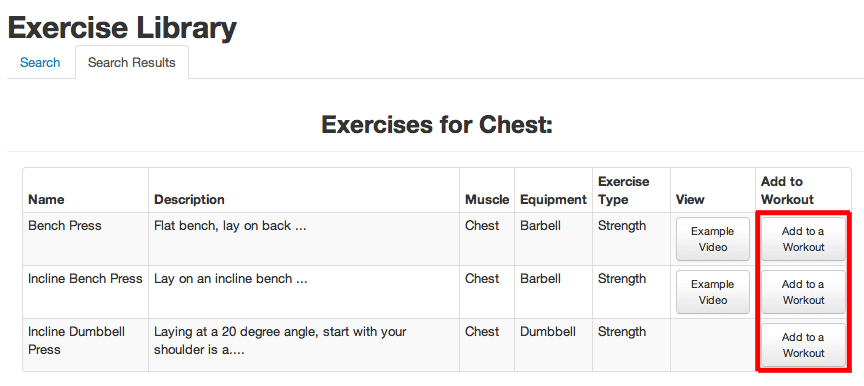 Exercise Library
Search Search Results
Exercises for Chest:
Name Description Muscle Equipment Exercise Type View Add to Workout
Bench Press Flat bench, lay on back ... Chest Barbell Strength Example Video Add to a Workout
Incline Bench Press Lay on an incline bench ... Chest Barbell Strength Example Video Add to a Workout
Incline Dumbbell Press Laying at a 20 degree angle, start with your shoulder is a.... Chest Dumbbell Strength Add to a Workout